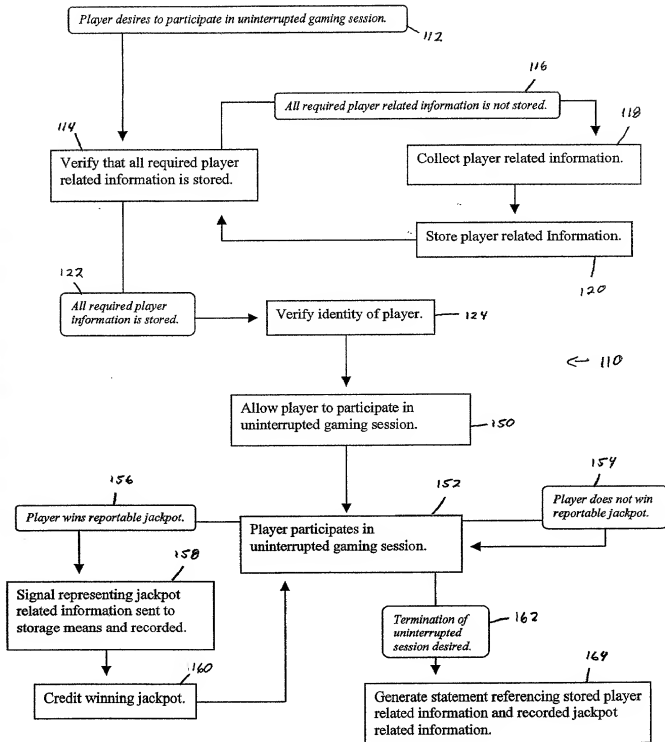 Player desires to participate in uninterrupted gaming session.
112
116
All required player related information is not stored.
114
118
Verify that all required player
related information is stored.
Collect player related information.
Store player related Information.
120
122
All required player
information is stored.
Verify identity of player.
124
110
Allow player to participate in
uninterrupted gaming session.
150
156
152
154
Player wins reportable jackpot.
Player does not win
reportable jackpot.
Player participates in
uninterrupted gaming session.
158
Signal representing jackpot
related information sent to
storage means and recorded.
Termination of
uninterrupted
session desired.
162
160
Credit winning jackpot.
164
Generate statement referencing stored player
related information and recorded jackpot
related information.